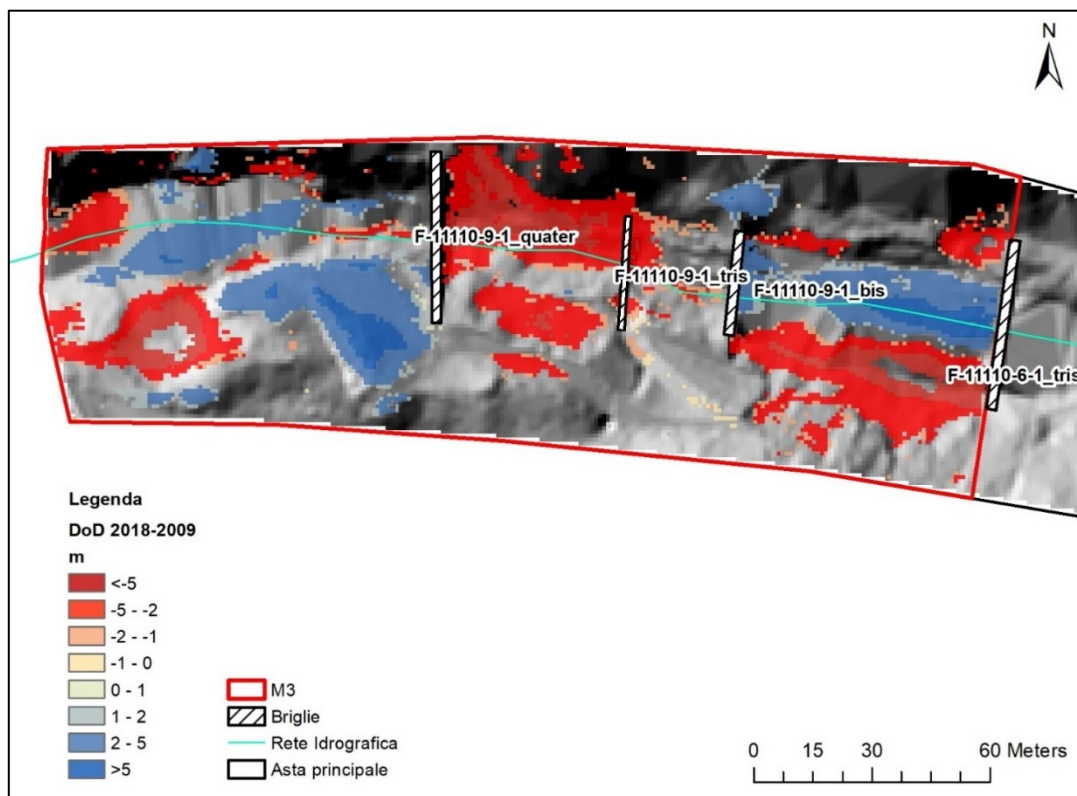 N
F-11110-9-1_quater
F-11110-9-1_tris
F-11110-9-1_bis
F-11110-6-1_tris
Legenda
DoD 2018-2009
m
<-5
-5 - -2
-2 - -1
-1 - 0
0 - 1
1 - 2
2 - 5
>5
M3
Briglie
Rete Idrografica
Asta principale
0 15 30 60 Meters